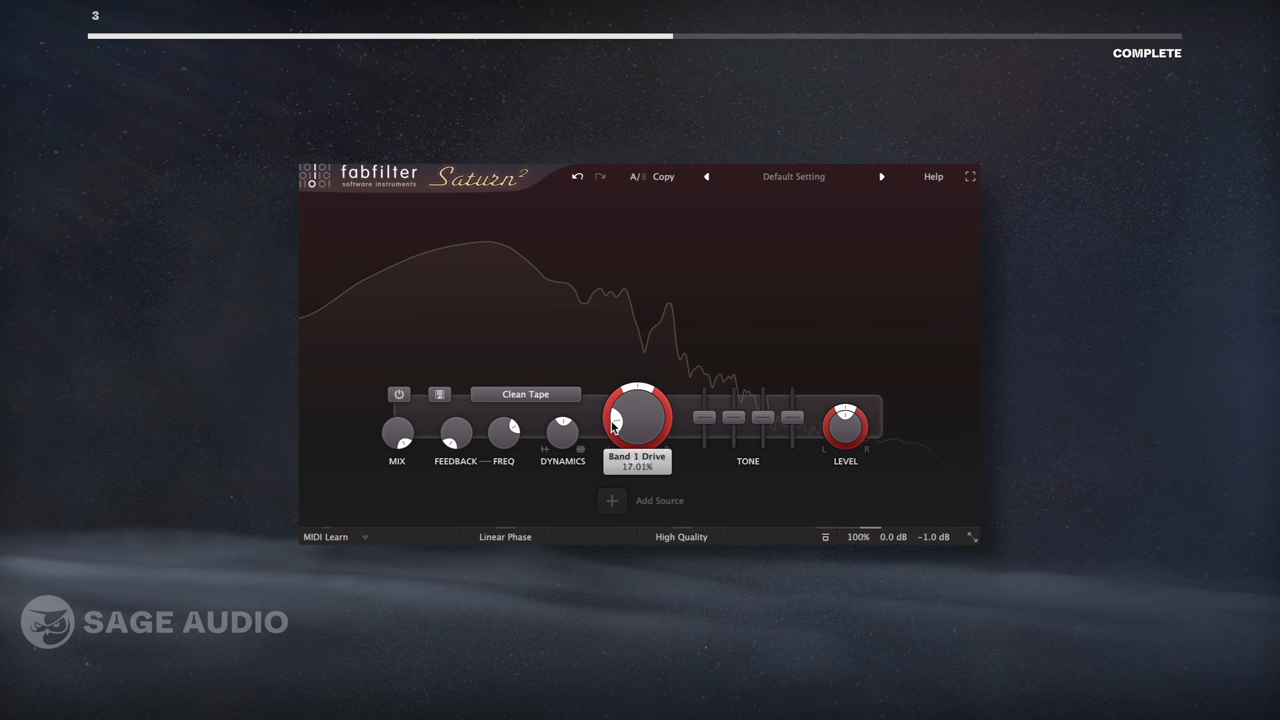 3
COMPLETE
fabfilter
software instruments
Saturn 2
A/B Copy
Default Setting
Help
Clean Tape
MIX
FEEDBACK
FREQ
DYNAMICS
Band 1 Drive
17.01%
TONE
L
R
LEVEL
Add Source
MIDI Learn
Linear Phase
High Quality
100%
0.0 dB
-1.0 dB
SAGE AUDIO